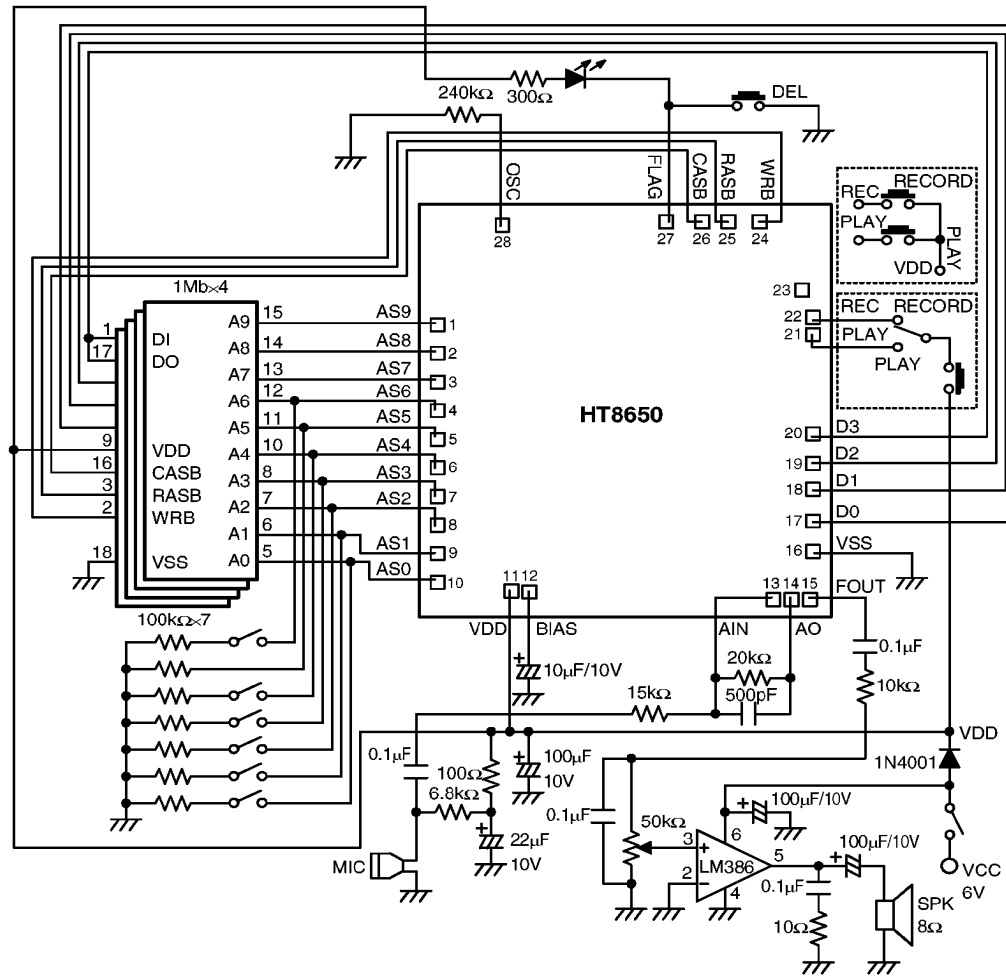 240kΩ
300Ω
DEL
OSC
FLAG
CASB
RASB
WRB
28
27
26
25
24
REC
RECORD
PLAY
PLAY
VDD
1Mb×4
23
22
21
REC
RECORD
PLAY
PLAY
1
DI
17
DO
9
VDD
16
CASB
3
RASB
2
WRB
18
VSS
A9
15
AS9
1
A8
14
AS8
2
A7
13
AS7
3
A6
12
AS6
4
A5
11
AS5
5
A4
10
AS4
6
A3
8
AS3
7
A2
7
AS2
8
A1
6
AS1
9
A0
5
AS0
10
HT8650
20
D3
19
D2
18
D1
17
D0
16
VSS
11
12
13
14
15
FOUT
VDD
BIAS
AIN
AO
100kΩ×7
10µF/10V
20kΩ
500pF
0.1µF
10kΩ
15kΩ
VDD
0.1µF
100Ω
100µF
10V
1N4001
6.8kΩ
22µF
10V
MIC
0.1µF
50kΩ
100µF/10V
3
+
6
LM386
2
−
4
5
100µF/10V
0.1µF
10Ω
VCC
6V
SPK
8Ω